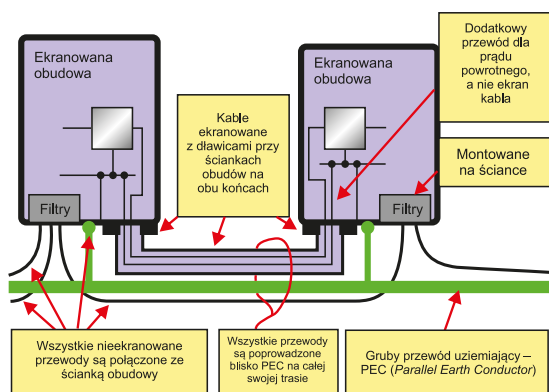 Ekranowana
obudowa
Filtry
Kable
ekranowane
z dławicami przy
ściankach
obudów na
obu końcach
Ekranowana
obudowa
Filtry
Dodatkowy
przewód dla
prądu
powrotnego,
a nie ekran
kabla
Montowane
na ściance
Wszystkie nieekranowane
przewody są połączone ze
ścianką obudowy
Wszystkie przewody
są poprowadzone
blisko PEC na całej
swojej trasie
Gruby przewód uziemiający –
PEC (Parallel Earth Conductor)